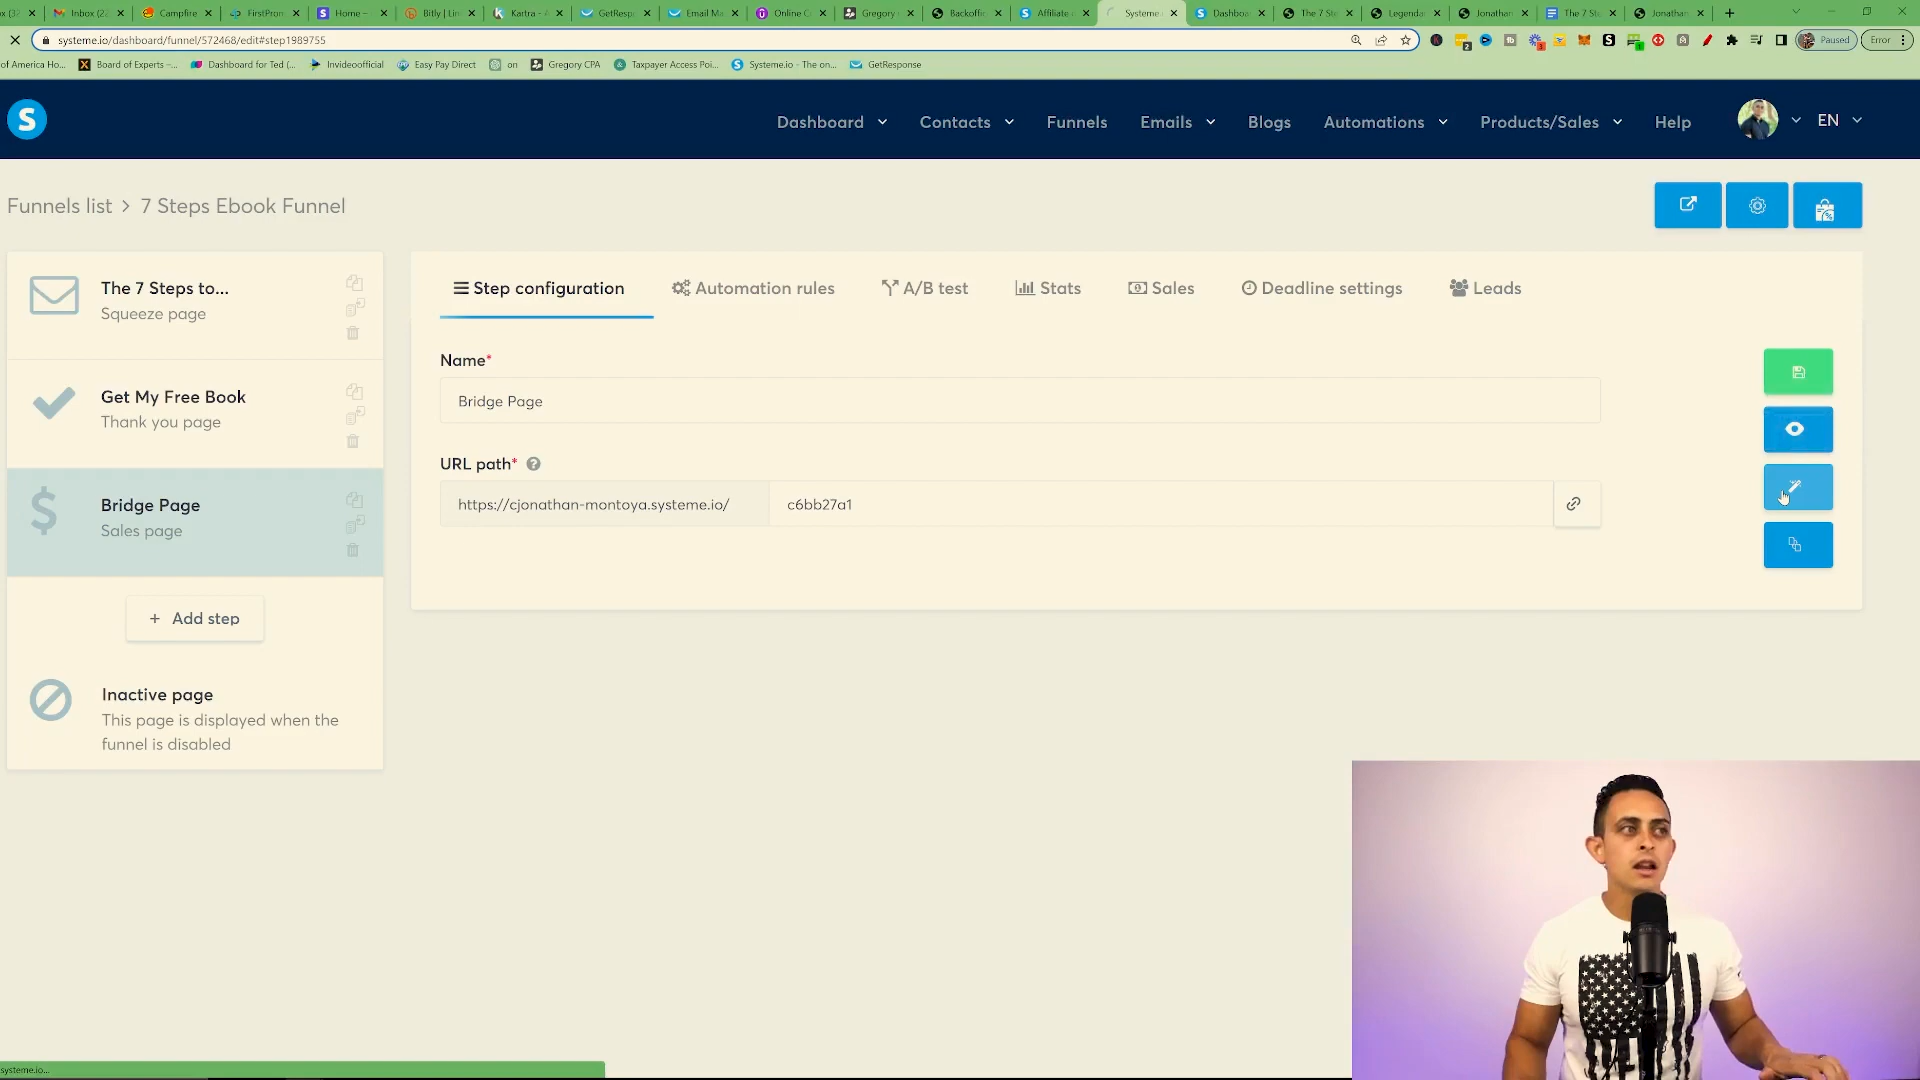 Inbox (2
Campfire
FirstPron
Home –
Bitly | Lin
Kartra - A
GetResp
Email Ma
Online C
Gregory
Backoffic
Affiliate
Systeme.
Dashboa
The 7 St
Legendar
Jonathan
The 7 St
Jonathan
systeme.io/dashboard/funnel/572468/edit#step1989755
Paused
Error
of America Ho...
Board of Experts –...
Dashboard for Ted (...
Invideoofficial
Easy Pay Direct
on
Gregory CPA
Taxpayer Access Poi...
Systeme.io - The on...
GetResponse
S
Dashboard
Contacts
Funnels
Emails
Blogs
Automations
Products/Sales
Help
EN
Funnels list > 7 Steps Ebook Funnel
The 7 Steps to...
Squeeze page
Get My Free Book
Thank you page
Bridge Page
Sales page
+ Add step
Inactive page
This page is displayed when the
funnel is disabled
Step configuration
Automation rules
A/B test
Stats
Sales
Deadline settings
Leads
Name*
Bridge Page
URL path*
https://cjonathan-montoya.systeme.io/
c6bb27a1
systeme.io...